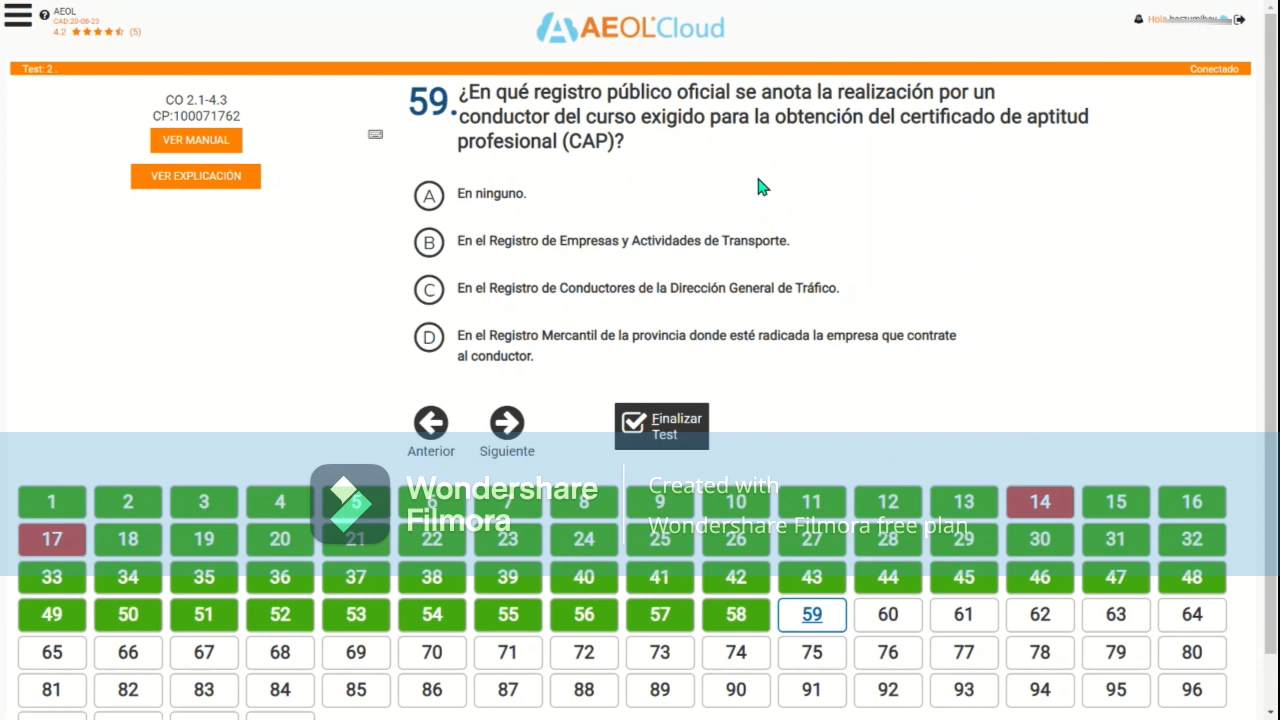 AEOL
CAD:29-08-23
4.2 (5)
AEOLCloud
Hola
Test: 2 .
Conectado
CO 2.1-4.3
CP:100071762
VER MANUAL
VER EXPLICACIÓN
59. ¿En qué registro público oficial se anota la realización por un
conductor del curso exigido para la obtención del certificado de aptitud
profesional (CAP)?
A En ninguno.
B En el Registro de Empresas y Actividades de Transporte.
C En el Registro de Conductores de la Dirección General de Tráfico.
D En el Registro Mercantil de la provincia donde esté radicada la empresa que contrate
al conductor.
Anterior
Siguiente
Finalizar
Test
Wondershare
Filmora
Created with
Wondershare Filmora free plan
1 2 3 4 5 6 7 8 9 10 11 12 13 14 15 16
17 18 19 20 21 22 23 24 25 26 27 28 29 30 31 32
33 34 35 36 37 38 39 40 41 42 43 44 45 46 47 48
49 50 51 52 53 54 55 56 57 58 59 60 61 62 63 64
65 66 67 68 69 70 71 72 73 74 75 76 77 78 79 80
81 82 83 84 85 86 87 88 89 90 91 92 93 94 95 96